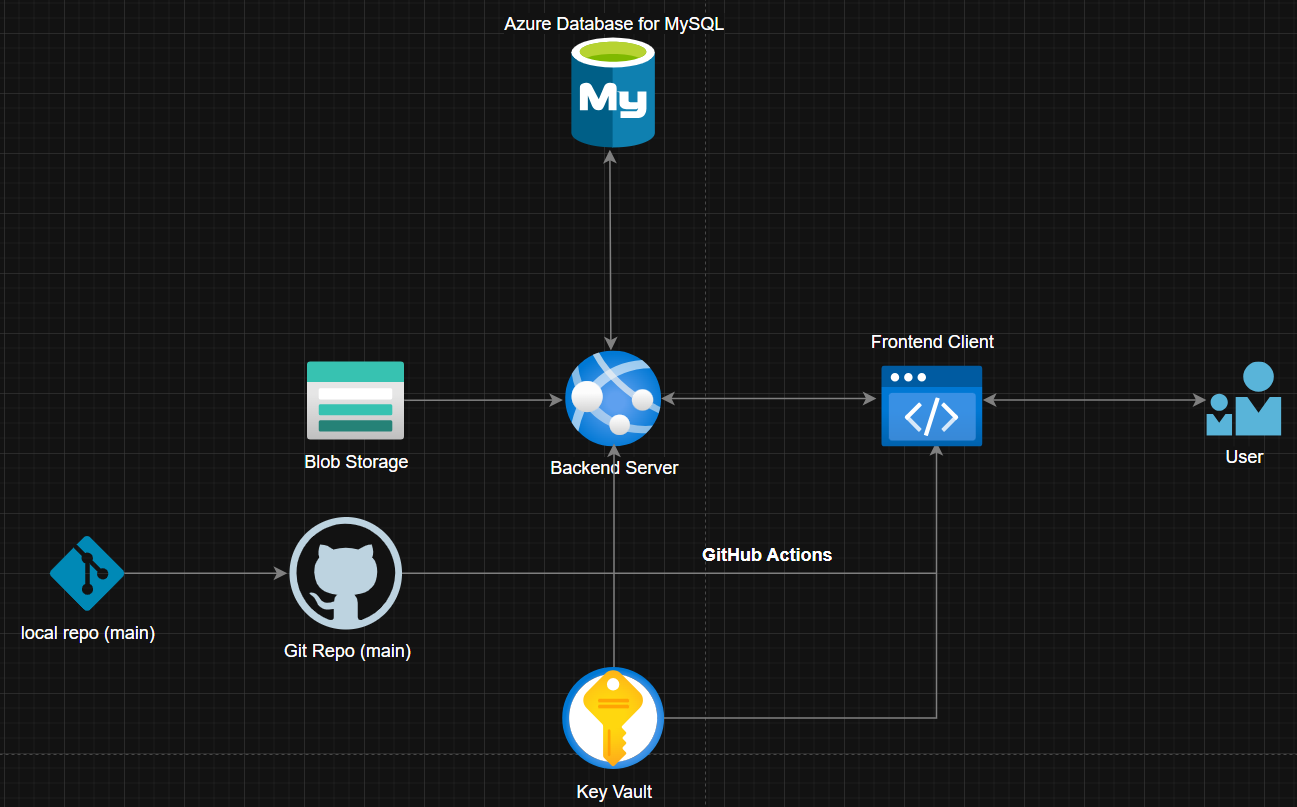 Azure Database for MySQL
My
Frontend Client
Blob Storage
Backend Server
User
GitHub Actions
local repo (main)
Git Repo (main)
Key Vault